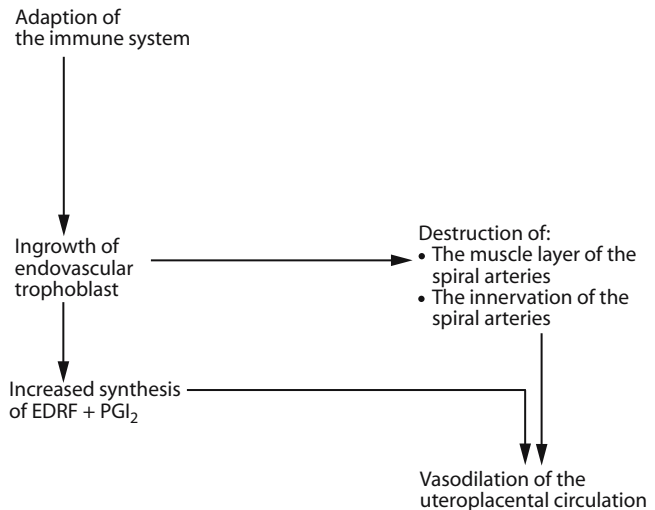 Adaption of
the immune system
Ingrowth of
endovascular
trophoblast
Destruction of:
• The muscle layer of the
spiral arteries
• The innervation of the
spiral arteries
Increased synthesis
of EDRF + PGI₂
Vasodilation of the
uteroplacental circulation